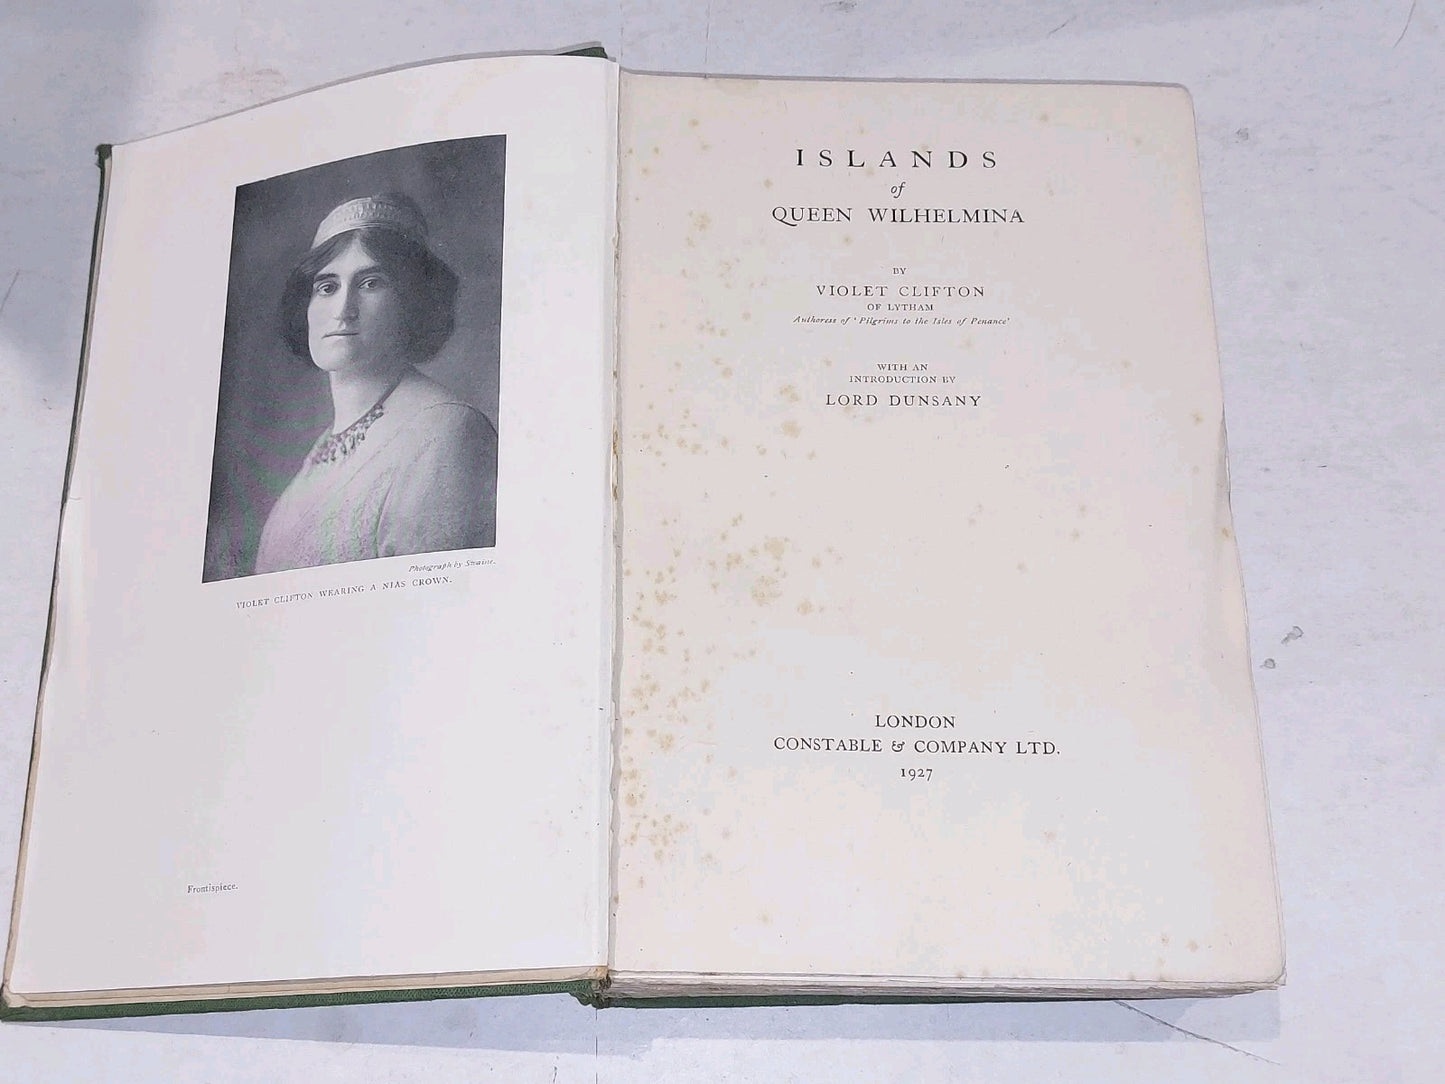 Photograph by Swaine.
VIOLET CLIFTON WEARING A NIAS CROWN.
Frontispiece.
ISLANDS
of
QUEEN WILHELMINA
BY
VIOLET CLIFTON
OF LYTHAM
Authoress of ' Pilgrims to the Isles of Penance'
WITH AN
INTRODUCTION BY
LORD DUNSANY
LONDON
CONSTABLE & COMPANY LTD.
1927